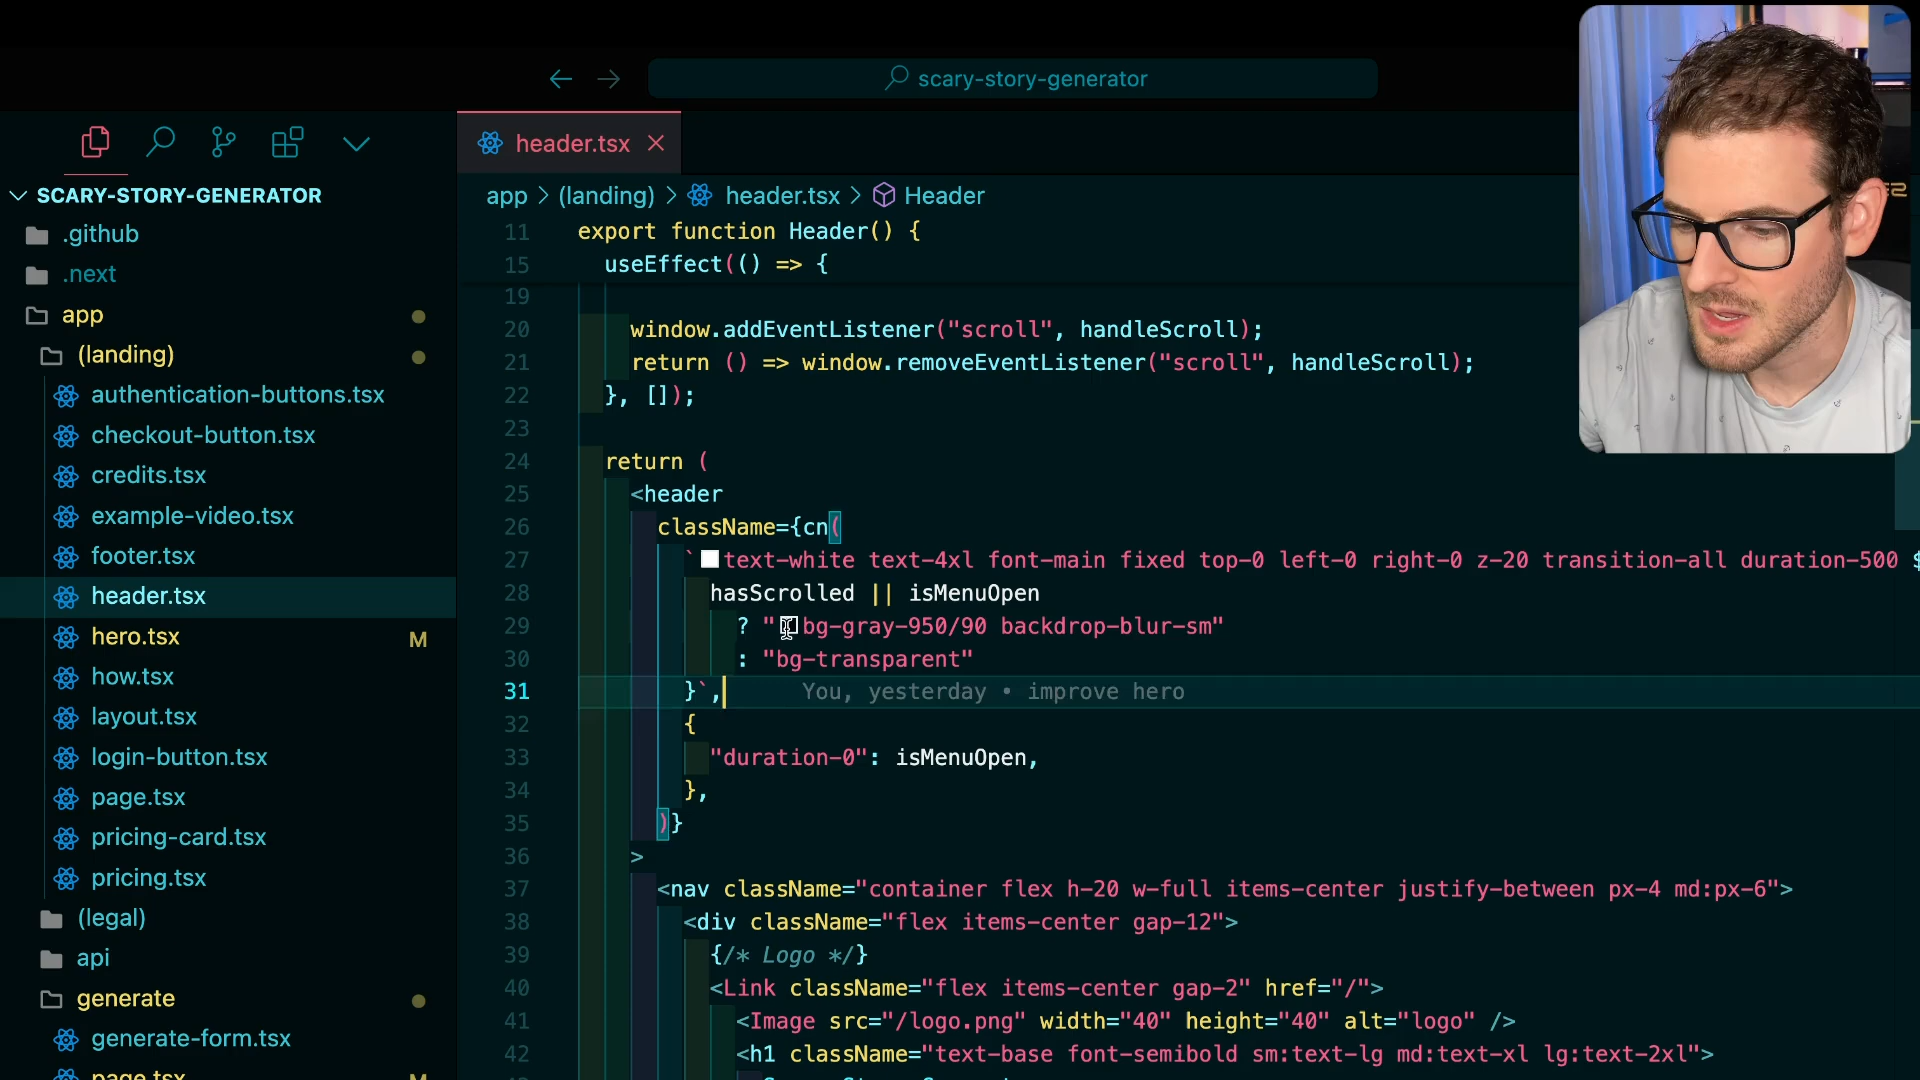 scary-story-generator
header.tsx
SCARY-STORY-GENERATOR
.github
.next
app
(landing)
authentication-buttons.tsx
checkout-button.tsx
credits.tsx
example-video.tsx
footer.tsx
header.tsx
hero.tsx M
how.tsx
layout.tsx
login-button.tsx
page.tsx
pricing-card.tsx
pricing.tsx
(legal)
api
generate
generate-form.tsx
page.tsx M
app > (landing) > header.tsx > Header
11 export function Header() {
15 useEffect(() => {
19
20 window.addEventListener("scroll", handleScroll);
21 return () => window.removeEventListener("scroll", handleScroll);
22 }, []);
23
24 return (
25 <header
26 className={cn(
27 `text-white text-4xl font-main fixed top-0 left-0 right-0 z-20 transition-all duration-500 $
28 hasScrolled || isMenuOpen
29 ? "bg-gray-950/90 backdrop-blur-sm"
30 : "bg-transparent"
31 }`, You, yesterday • improve hero
32 {
33 "duration-0": isMenuOpen,
34 },
35 )}
36 >
37 <nav className="container flex h-20 w-full items-center justify-between px-4 md:px-6">
38 <div className="flex items-center gap-12">
39 {/* Logo */}
40 <Link className="flex items-center gap-2" href="/">
41 <Image src="/logo.png" width="40" height="40" alt="logo" />
42 <h1 className="text-base font-semibold sm:text-lg md:text-xl lg:text-2xl">